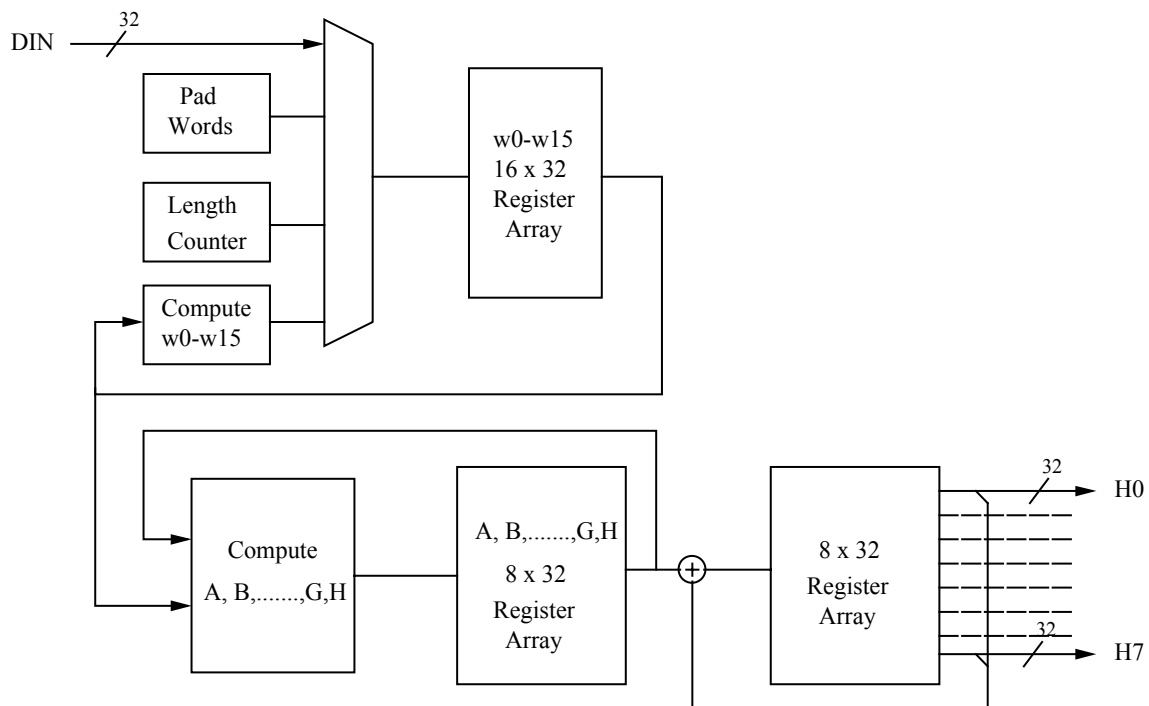 32
DIN
Pad
Words
w0-w15
16 x 32
Register
Array
Length
Counter
Compute
w0-w15
Compute
A, B,.......,G,H
A, B,.......,G,H
8 x 32
Register
Array
+
8 x 32
Register
Array
32
H0
32
H7